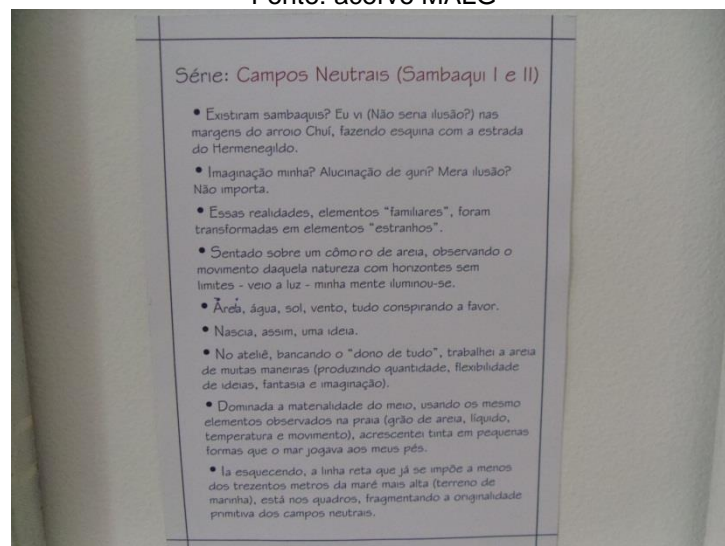 Fonte: acervo MALG
Série: Campos Neutrais (Sambaqui I e II)
• Existiram sambaquis? Eu vi (Não seria ilusão?) nas
margens do arroio Chuí, fazendo esquina com a estrada
do Hermenegildo.
• Imaginação minha? Alucinação de guri? Mera ilusão?
Não importa.
• Essas realidades, elementos "familiares", foram
transformadas em elementos "estranhos".
• Sentado sobre um cômoro de areia, observando o
movimento daquela natureza com horizontes sem
limites - veio a luz - minha mente iluminou-se.
• Areia, água, sol, vento, tudo conspirando a favor.
• Nascia, assim, uma ideia.
• No ateliê, bancando o "dono de tudo", trabalhei a areia
de muitas maneiras (produzindo quantidade, flexibilidade
de ideias, fantasia e imaginação).
• Dominada a materialidade do meio, usando os mesmo
elementos observados na praia (grão de areia, líquido,
temperatura e movimento), acrescentei tinta em pequenas
formas que o mar jogava aos meus pés.
• Ia esquecendo, a linha reta que já se impõe a menos
dos trezentos metros da maré mais alta (terreno de
marinha), está nos quadros, fragmentando a originalidade
primitiva dos campos neutrais.